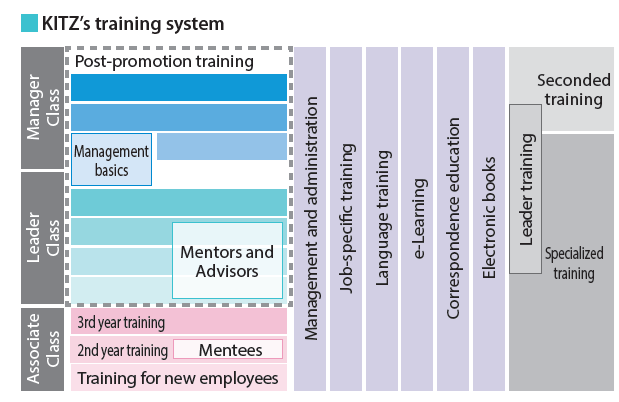 KITZ's training system
Manager
Class
Post-promotion training
Management
basics
Leader
Class
Mentors and
Advisors
Associate
Class
3rd year training
2nd year training
Mentees
Training for new employees
Management and administration
Job-specific training
Language training
e-Learning
Correspondence education
Electronic books
Leader training
Seconded
training
Specialized
training